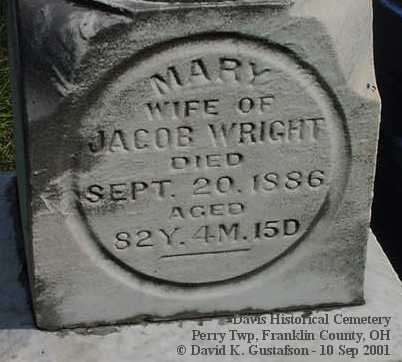 MARY
WIFE OF
JACOB WRIGHT
DIED
SEPT. 20. 1886
AGED
82Y. 4M. 15D
Davis Historical Cemetery
Perry Twp, Franklin County, OH
© David K. Gustafson - 10 Sep 2001